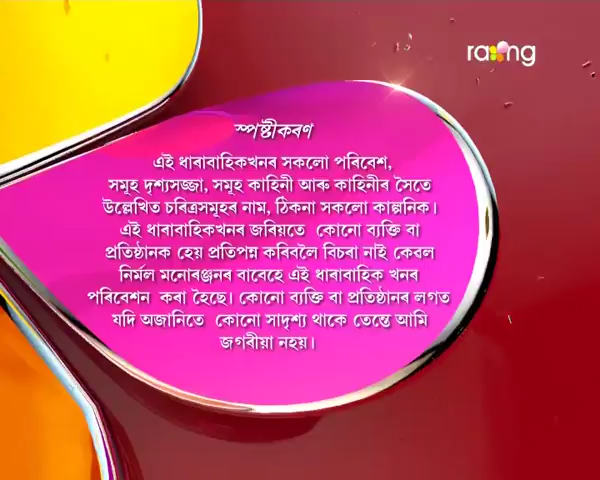 rang
স্পষ্টীকৰণ
এই ধাৰাবাহিকখনৰ সকলো পৰিবেশ,
সমূহ দৃশ্যসজ্জা, সমূহ কাহিনী আৰু কাহিনীৰ সৈতে
উল্লেখিত চৰিত্ৰসমূহৰ নাম, ঠিকনা সকলো কাল্পনিক।
এই ধাৰাবাহিকখনৰ জৰিয়তে কোনো ব্যক্তি বা
প্ৰতিষ্ঠানক হেয় প্ৰতিপন্ন কৰিবলৈ বিচৰা নাই কেৱল
নিৰ্মল মনোৰঞ্জনৰ বাবেহে এই ধাৰাবাহিক খনৰ
পৰিবেশন কৰা হৈছে। কোনো ব্যক্তি বা প্ৰতিষ্ঠানৰ লগত
যদি অজানিতে কোনো সাদৃশ্য থাকে তেন্তে আমি
জগৰীয়া নহয়।